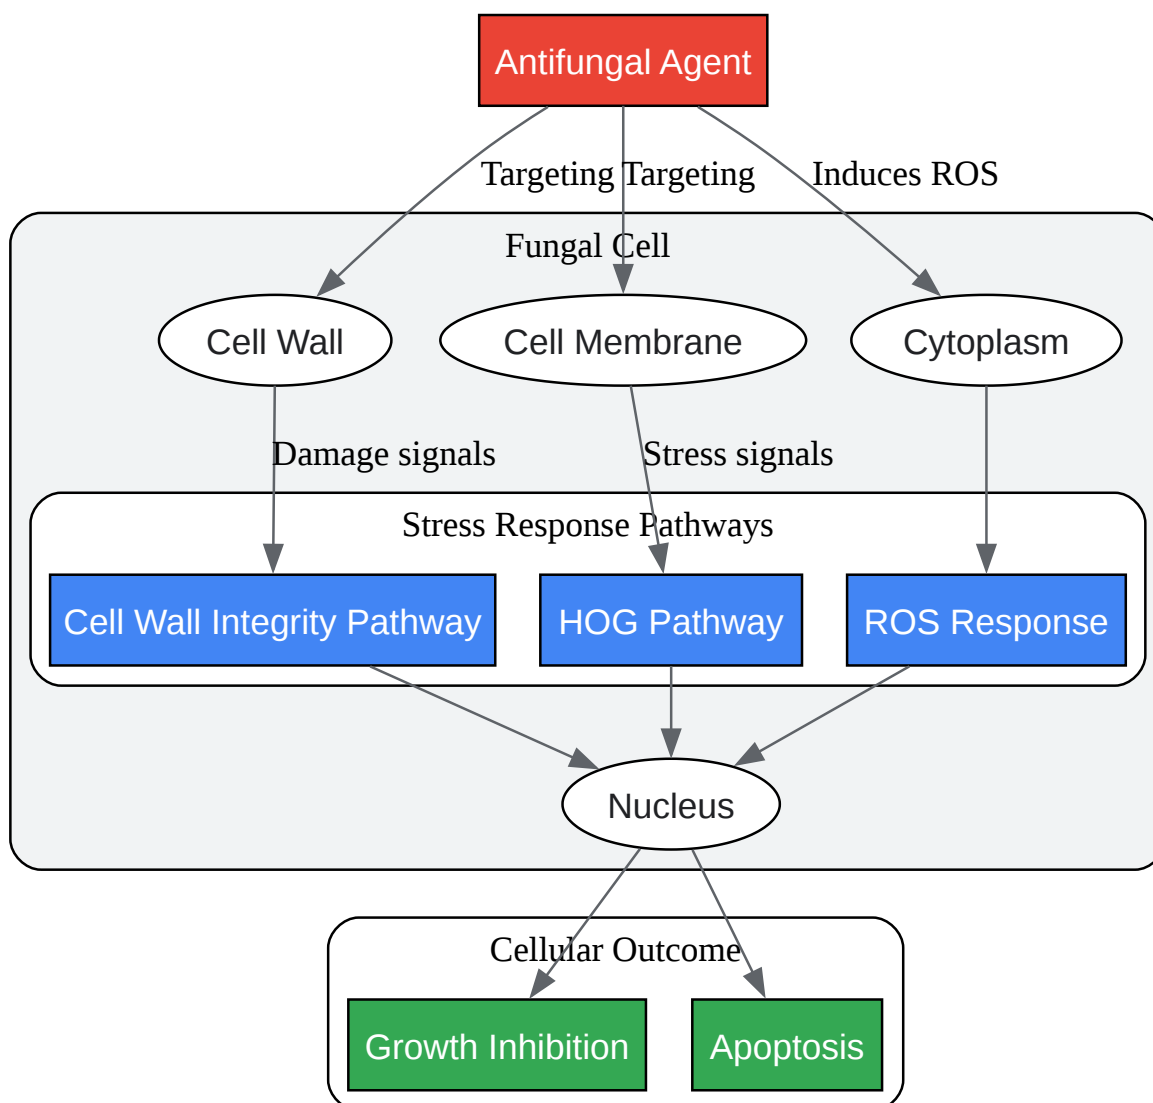 Antifungal Agent
Targeting
Targeting
Induces ROS
Fungal Cell
Cell Wall
Cell Membrane
Cytoplasm
Damage signals
Stress signals
Stress Response Pathways
Cell Wall Integrity Pathway
HOG Pathway
ROS Response
Nucleus
Cellular Outcome
Growth Inhibition
Apoptosis